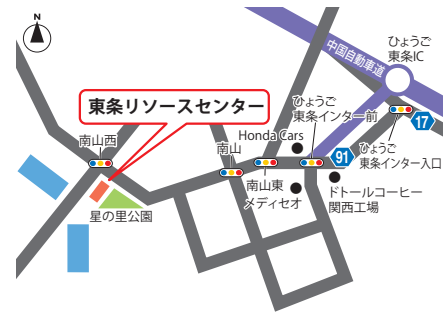 N
中国自動車道
ひょうご
東条IC
東条リソースセンター
ひょうご
東条インター前
17
南山西
Honda Cars
南山
91
ひょうご
東条インター入口
南山東
メディセオ
ドトールコーヒー
関西工場
星の里公園